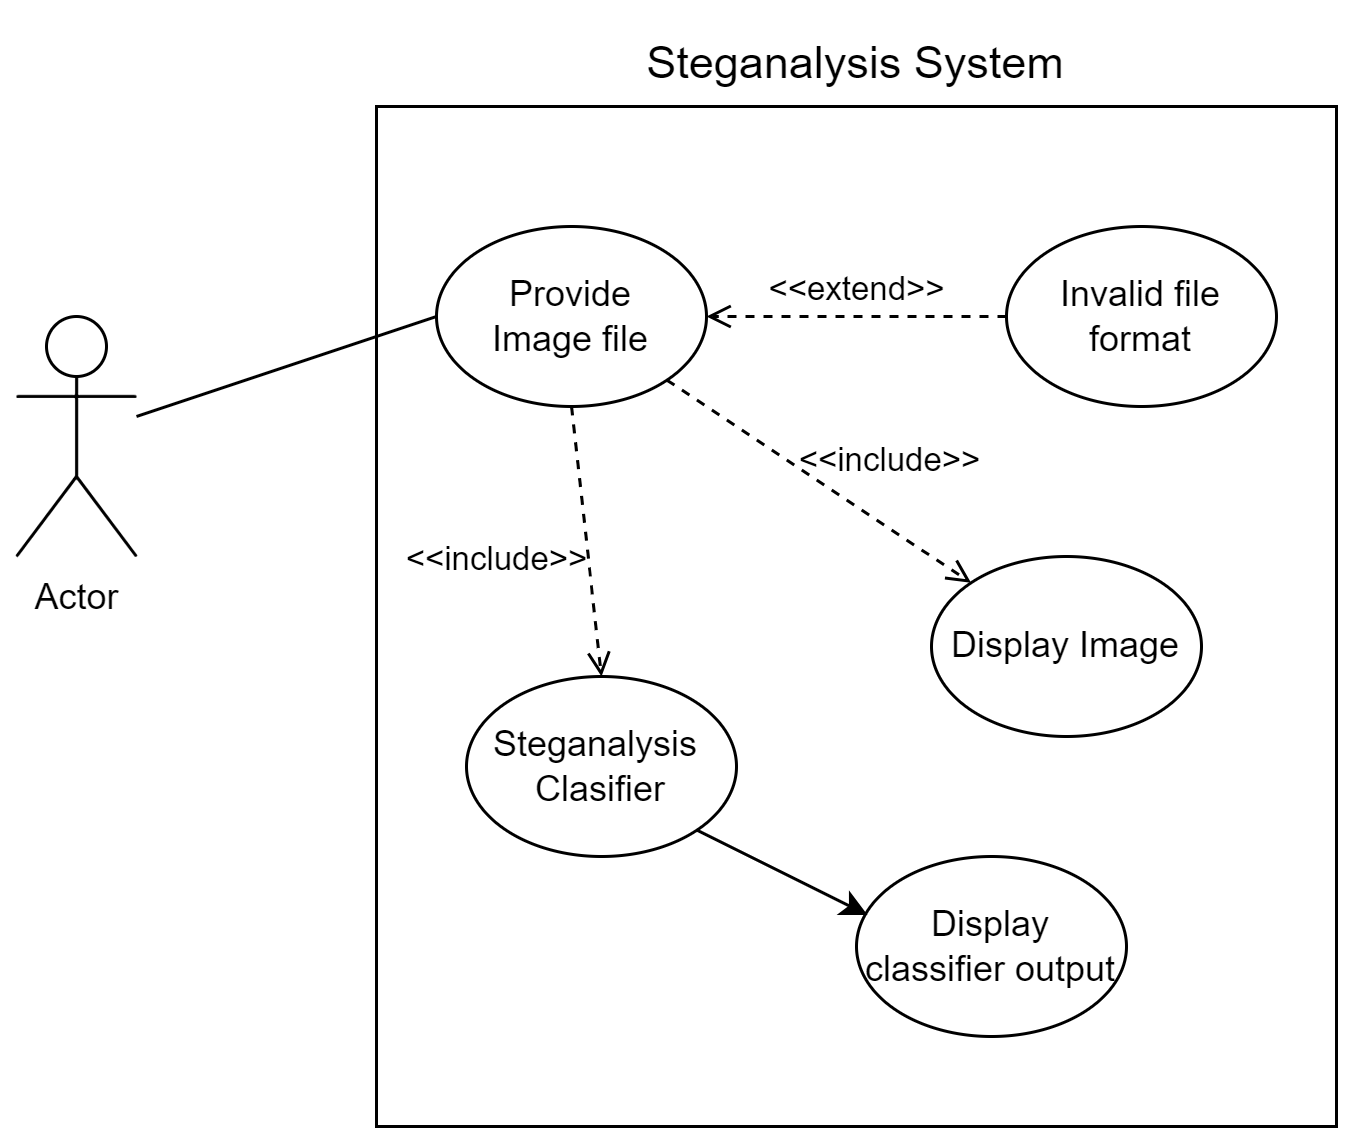 Steganalysis System
Provide
Image file
<<extend>>
Invalid file
format
<<include>>
<<include>>
Actor
Display Image
Steganalysis
Clasifier
Display
classifier output